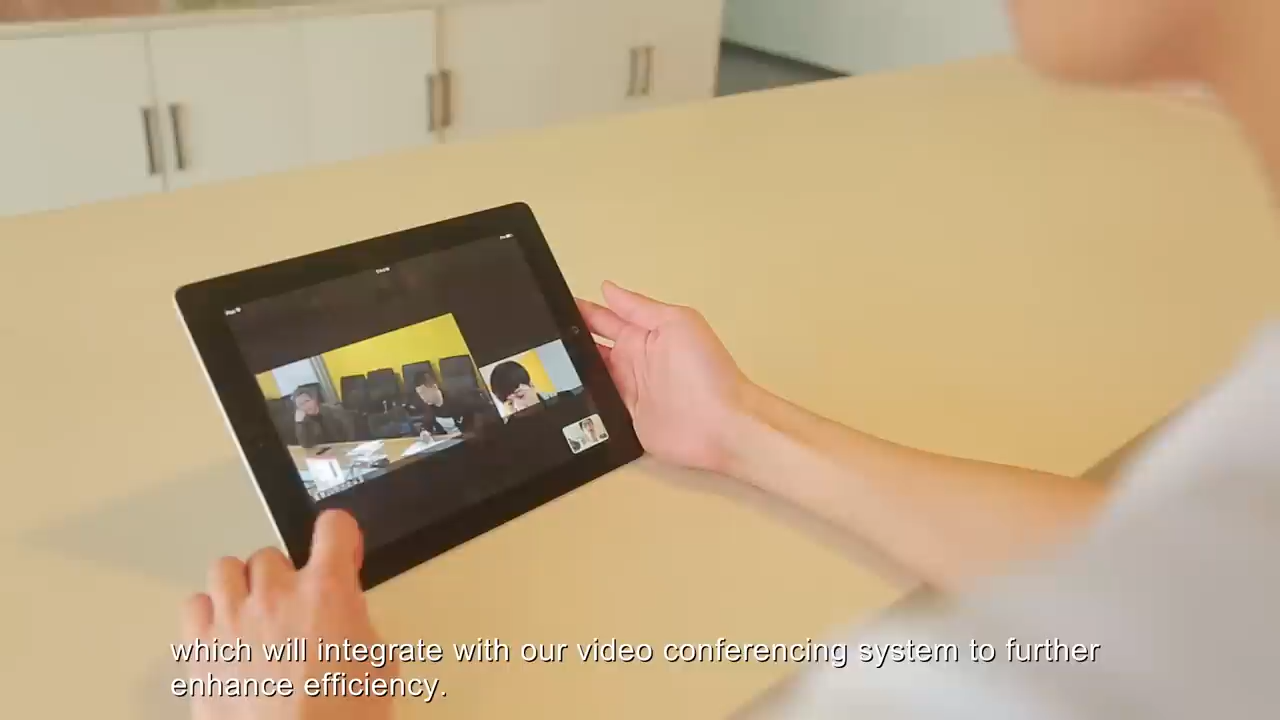 which will integrate with our video conferencing system to further
enhance efficiency.